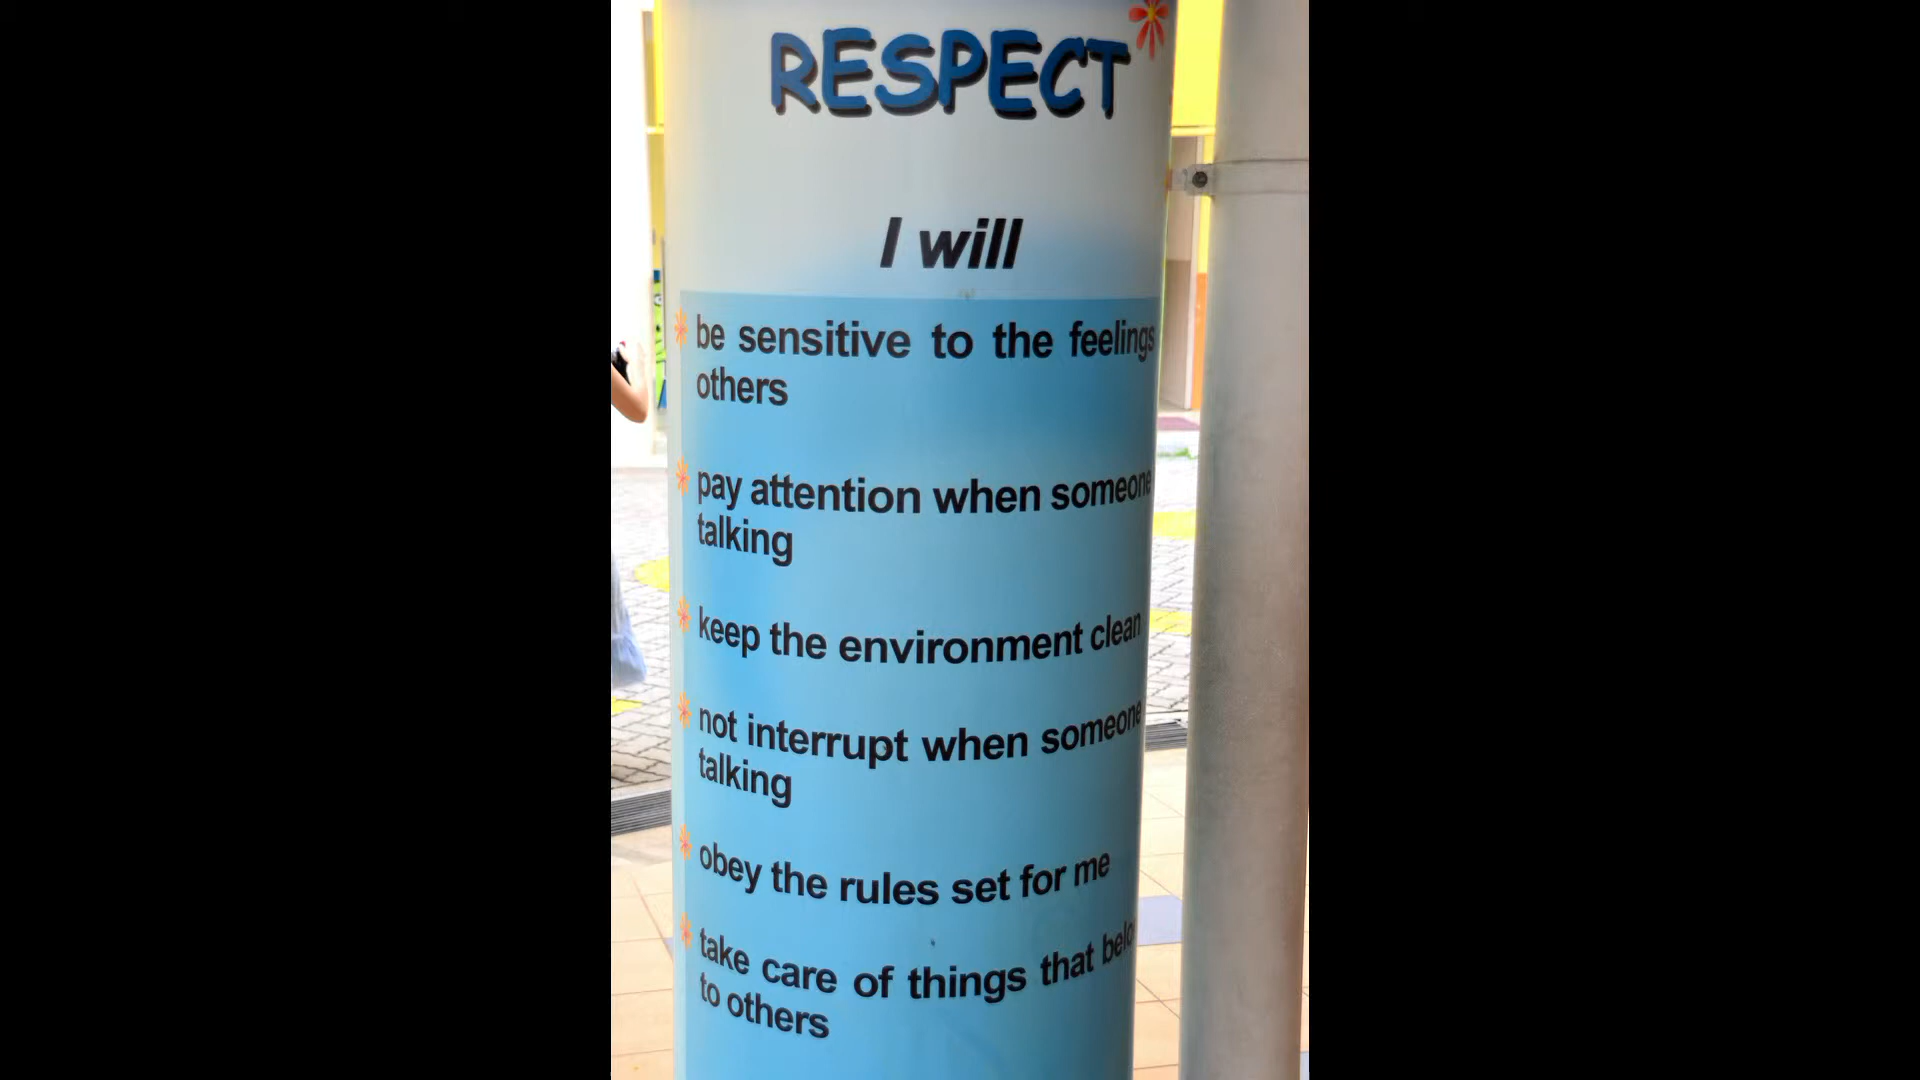 RESPECT
I will
be sensitive to the feelings
others
pay attention when someone
talking
keep the environment clean
not interrupt when someone
talking
obey the rules set for me
take care of things that belo
to others